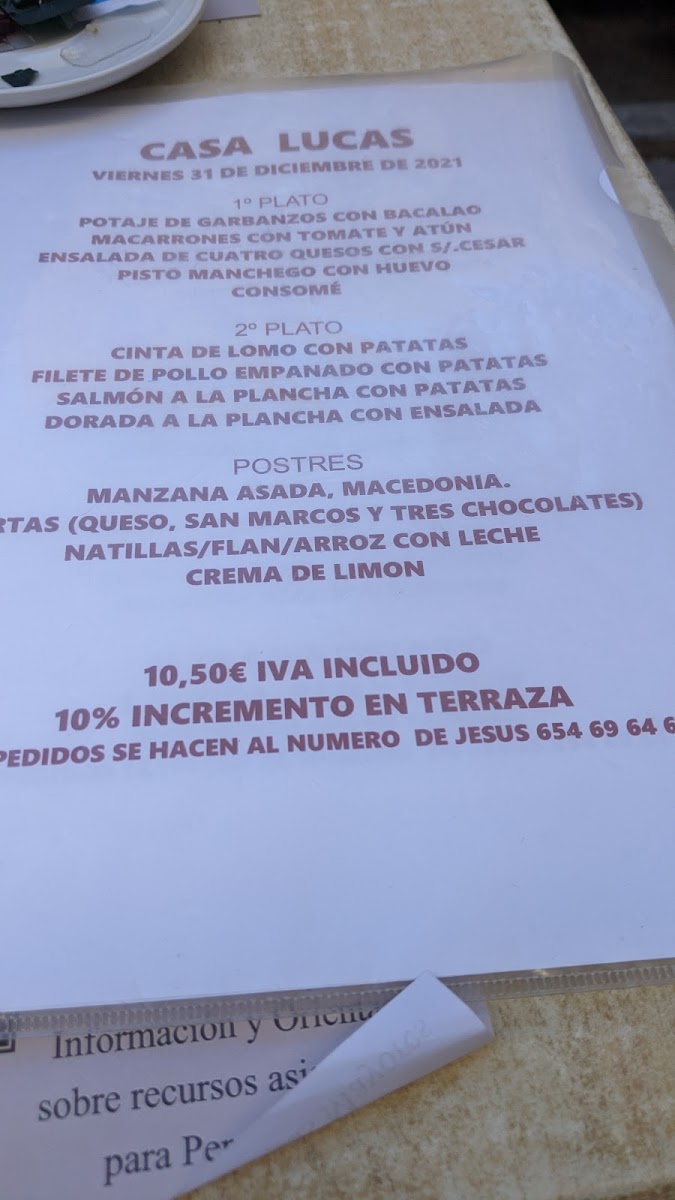 CASA LUCAS
VIERNES 31 DE DICIEMBRE DE 2021
1º PLATO
POTAJE DE GARBANZOS CON BACALAO
MACARRONES CON TOMATE Y ATÚN
ENSALADA DE CUATRO QUESOS CON S/.CESAR
PISTO MANCHEGO CON HUEVO
CONSOMÉ
2º PLATO
CINTA DE LOMO CON PATATAS
FILETE DE POLLO EMPANADO CON PATATAS
SALMÓN A LA PLANCHA CON PATATAS
DORADA A LA PLANCHA CON ENSALADA
POSTRES
MANZANA ASADA, MACEDONIA.
RTAS (QUESO, SAN MARCOS Y TRES CHOCOLATES)
NATILLAS/FLAN/ARROZ CON LECHE
CREMA DE LIMON
10,50€ IVA INCLUIDO
10% INCREMENTO EN TERRAZA
PEDIDOS SE HACEN AL NUMERO DE JESUS 654 69 64 6
Información y
sobre recursos
para